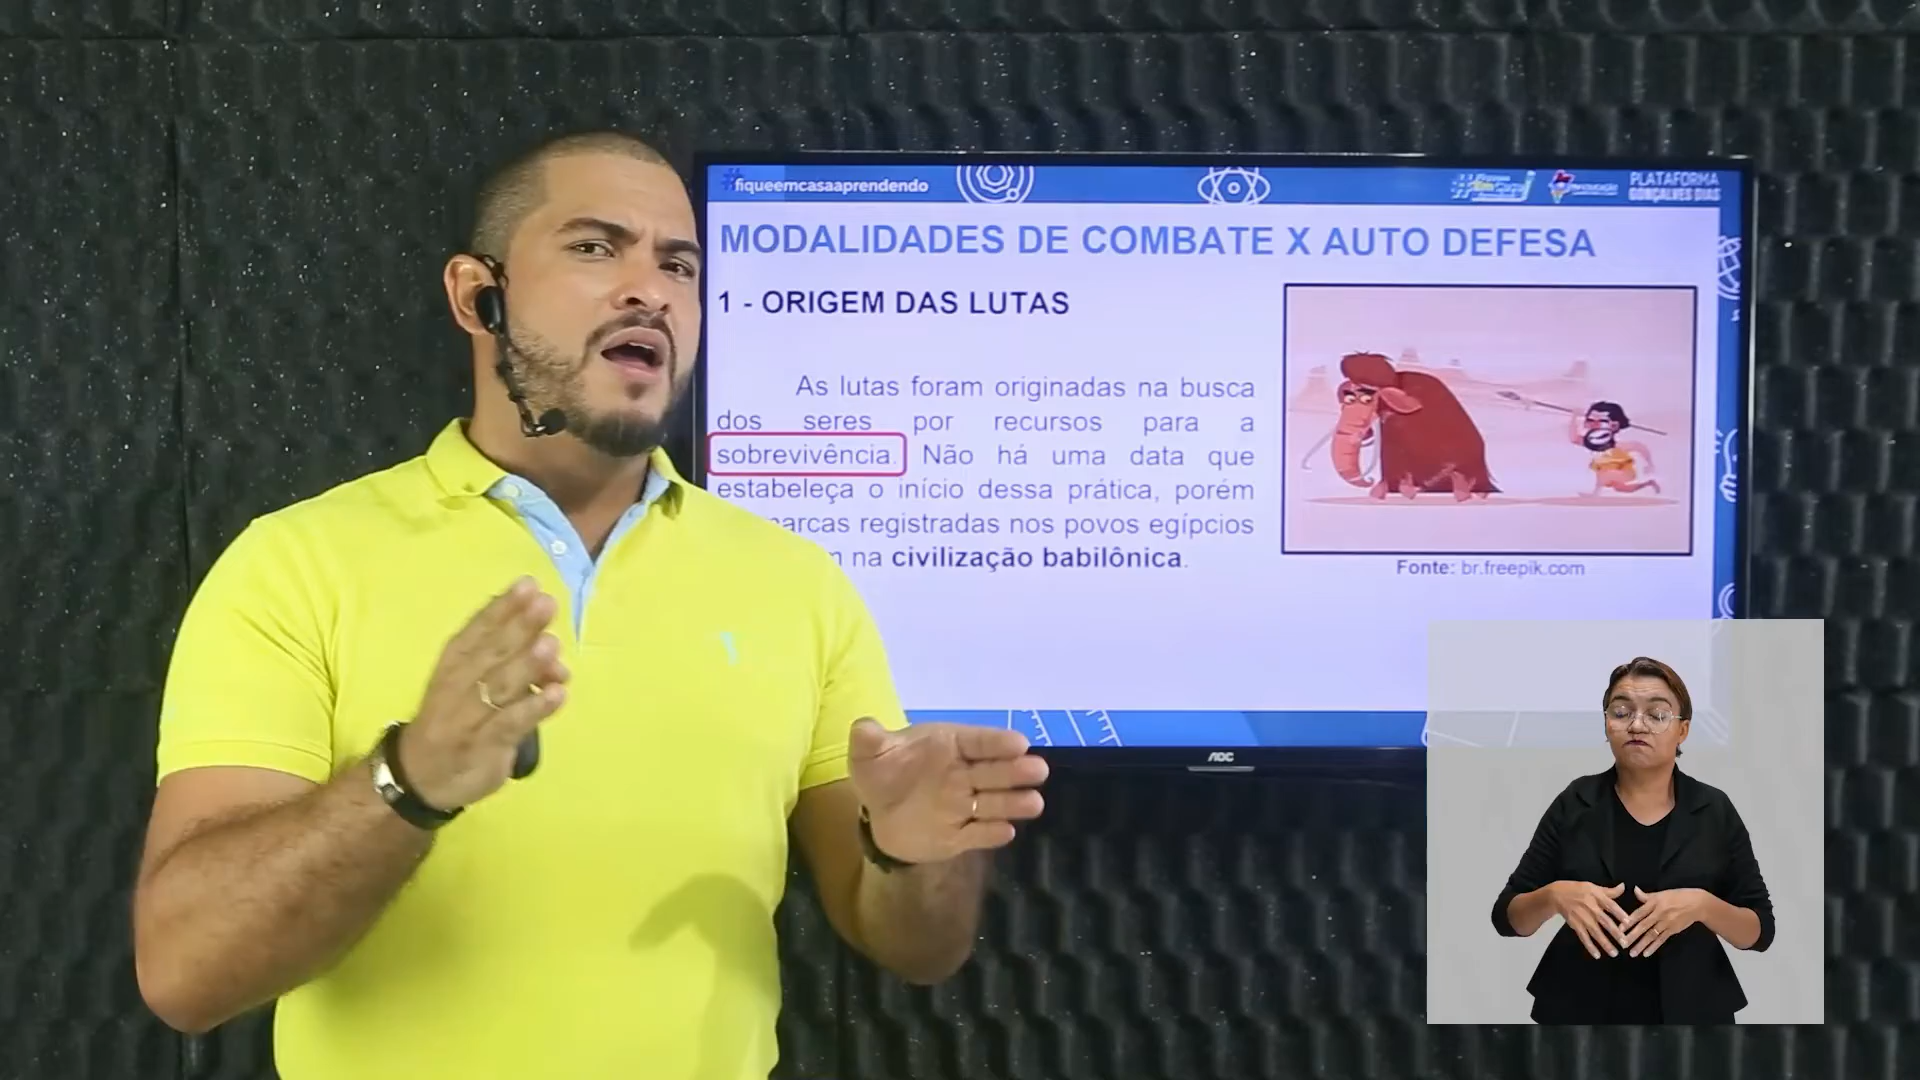 #fiqueemcasaaprendendo
PLATAFORMA
GONÇALVES DIAS
MODALIDADES DE COMBATE X AUTO DEFESA
1 - ORIGEM DAS LUTAS
As lutas foram originadas na busca
dos seres por recursos para a
sobrevivência. Não há uma data que
estabeleça o início dessa prática, porém
registradas nos povos egípcios
na civilização babilônica.
Fonte: br.freepik.com
AOC